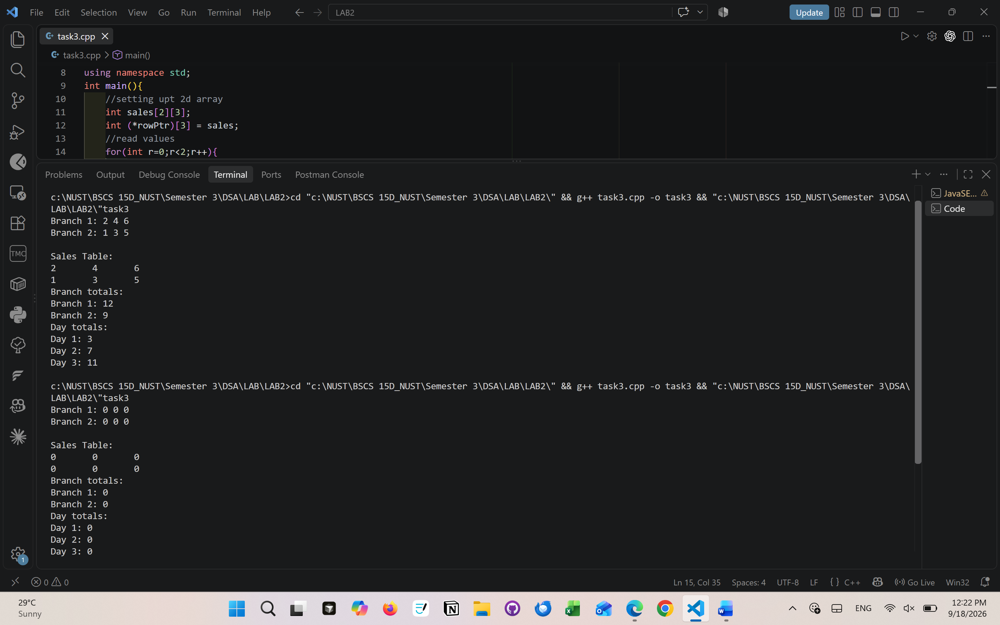 File Edit Selection View Go Run Terminal Help LAB2 Update
task3.cpp
task3.cpp > main()
8 using namespace std;
9 int main(){
10 //setting upt 2d array
11 int sales[2][3];
12 int (*rowPtr)[3] = sales;
13 //read values
14 for(int r=0;r<2;r++){
Problems Output Debug Console Terminal Ports Postman Console
JavaSE...
Code
c:\NUST\BSCS 15D_NUST\Semester 3\DSA\LAB\LAB2>cd "c:\NUST\BSCS 15D_NUST\Semester 3\DSA\LAB\LAB2\" && g++ task3.cpp -o task3 && "c:\NUST\BSCS 15D_NUST\Semester 3\DSA\
LAB\LAB2\"task3
Branch 1: 2 4 6
Branch 2: 1 3 5
Sales Table:
2 4 6
1 3 5
Branch totals:
Branch 1: 12
Branch 2: 9
Day totals:
Day 1: 3
Day 2: 7
Day 3: 11
c:\NUST\BSCS 15D_NUST\Semester 3\DSA\LAB\LAB2>cd "c:\NUST\BSCS 15D_NUST\Semester 3\DSA\LAB\LAB2\" && g++ task3.cpp -o task3 && "c:\NUST\BSCS 15D_NUST\Semester 3\DSA\
LAB\LAB2\"task3
Branch 1: 0 0 0
Branch 2: 0 0 0
Sales Table:
0 0 0
0 0 0
Branch totals:
Branch 1: 0
Branch 2: 0
Day totals:
Day 1: 0
Day 2: 0
Day 3: 0
TMC
1
0 0 Ln 15, Col 35 Spaces: 4 UTF-8 LF {} C++ Go Live Win32
29°C
Sunny
ENG
12:22 PM
9/18/2026